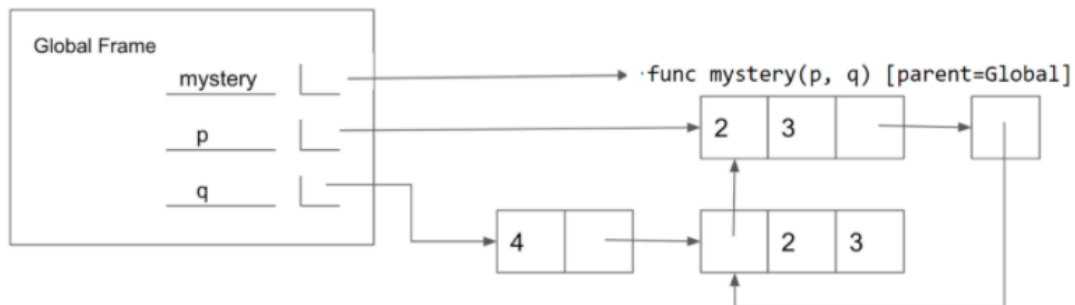 Global Frame
mystery
func mystery(p, q) [parent=Global]
p
2 3
q
4
2 3